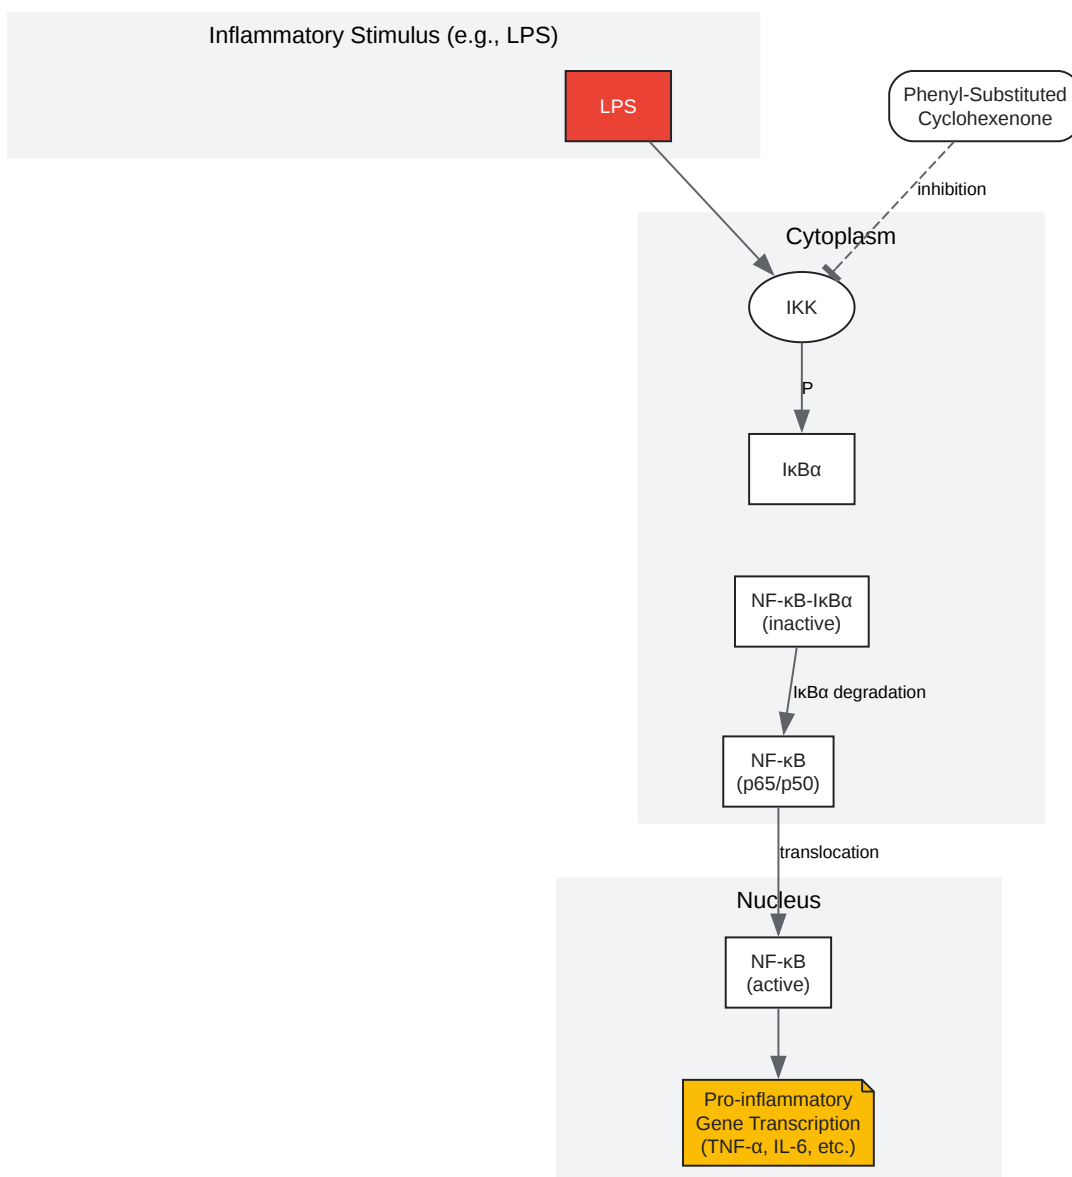 Inflammatory Stimulus (e.g., LPS)
LPS
Phenyl-Substituted
Cyclohexenone
inhibition
Cytoplasm
IKK
P
IκBα
NF-κB-IκBα
(inactive)
IκBα degradation
NF-κB
(p65/p50)
translocation
Nucleus
NF-κB
(active)
Pro-inflammatory
Gene Transcription
(TNF-α, IL-6, etc.)